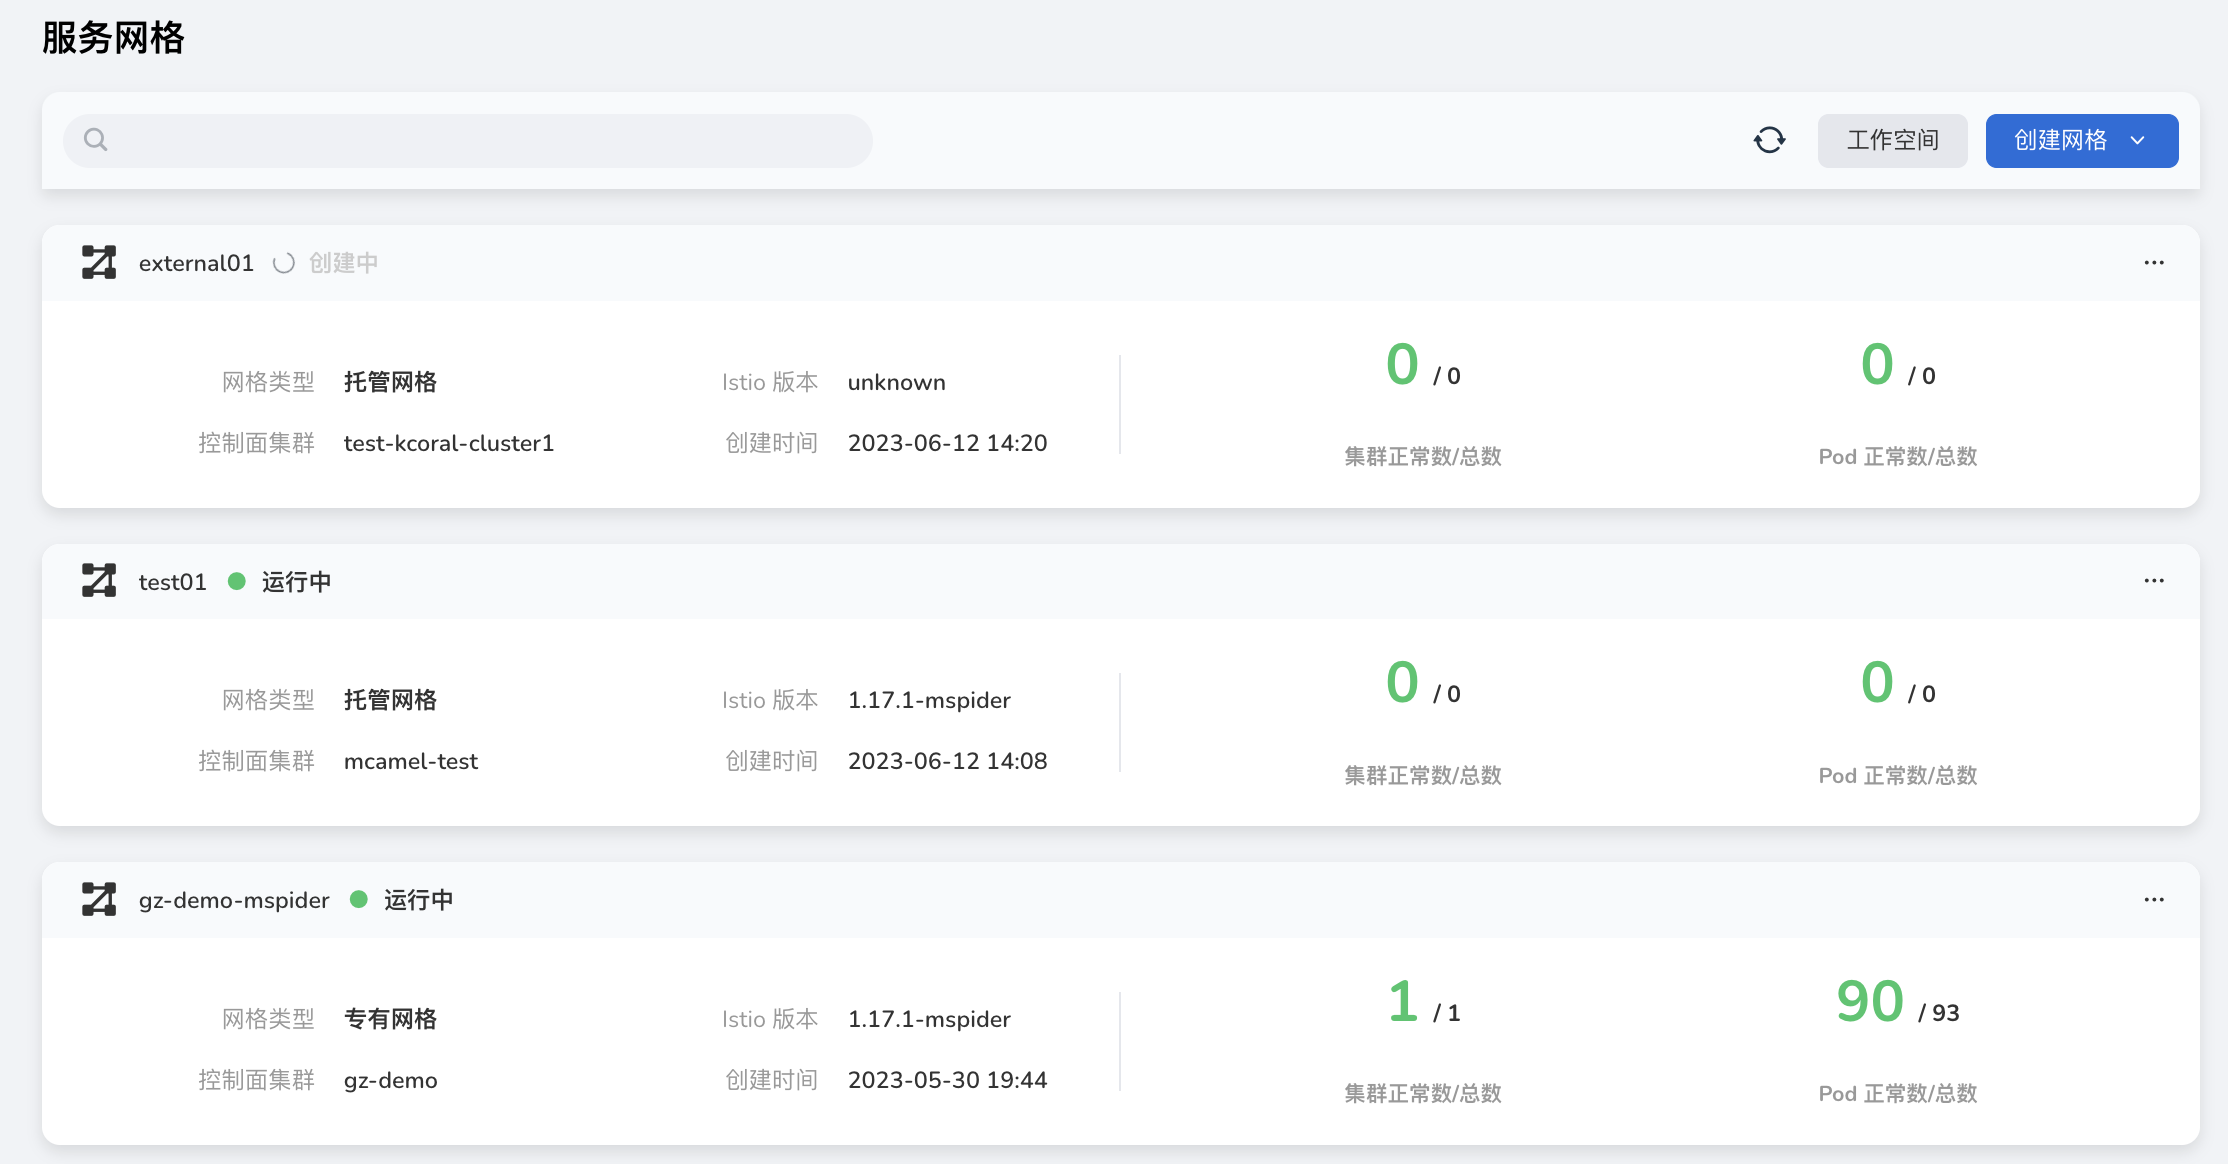 服务网格
工作空间
创建网格
external01 创建中
网格类型 托管网格 Istio 版本 unknown 0 / 0 0 / 0
控制面集群 test-kcoral-cluster1 创建时间 2023-06-12 14:20 集群正常数/总数 Pod 正常数/总数
test01 运行中
网格类型 托管网格 Istio 版本 1.17.1-mspider 0 / 0 0 / 0
控制面集群 mcamel-test 创建时间 2023-06-12 14:08 集群正常数/总数 Pod 正常数/总数
gz-demo-mspider 运行中
网格类型 专有网格 Istio 版本 1.17.1-mspider 1 / 1 90 / 93
控制面集群 gz-demo 创建时间 2023-05-30 19:44 集群正常数/总数 Pod 正常数/总数